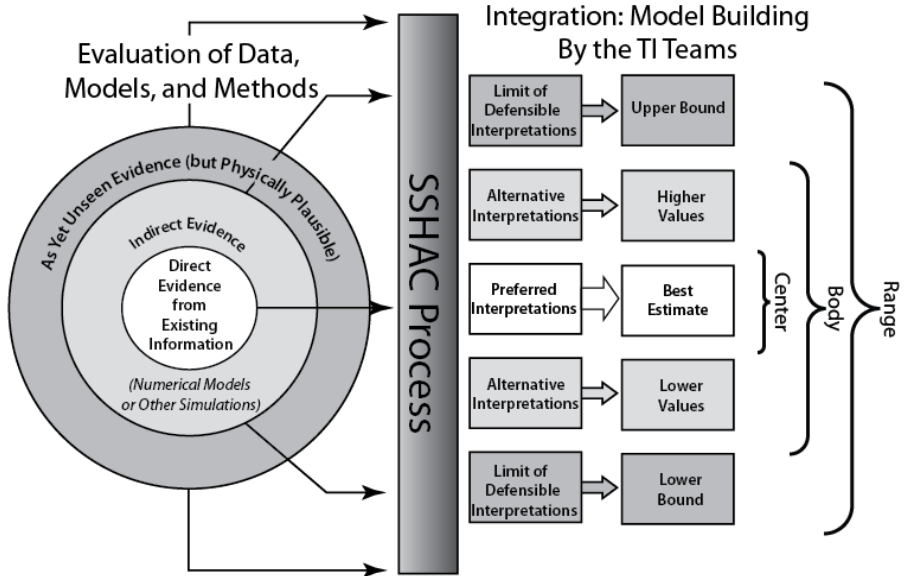 Evaluation of Data,
Models, and Methods
As Yet Unseen Evidence (but Physically Plausible)
Indirect Evidence
Direct
Evidence
from
Existing
Information
(Numerical Models
or Other Simulations)
SSHAC Process
Integration: Model Building
By the TI Teams
Limit of
Defensible
Interpretations
Upper Bound
Alternative
Interpretations
Higher
Values
Preferred
Interpretations
Best
Estimate
Alternative
Interpretations
Lower
Values
Limit of
Defensible
Interpretations
Lower
Bound
Center
Body
Range